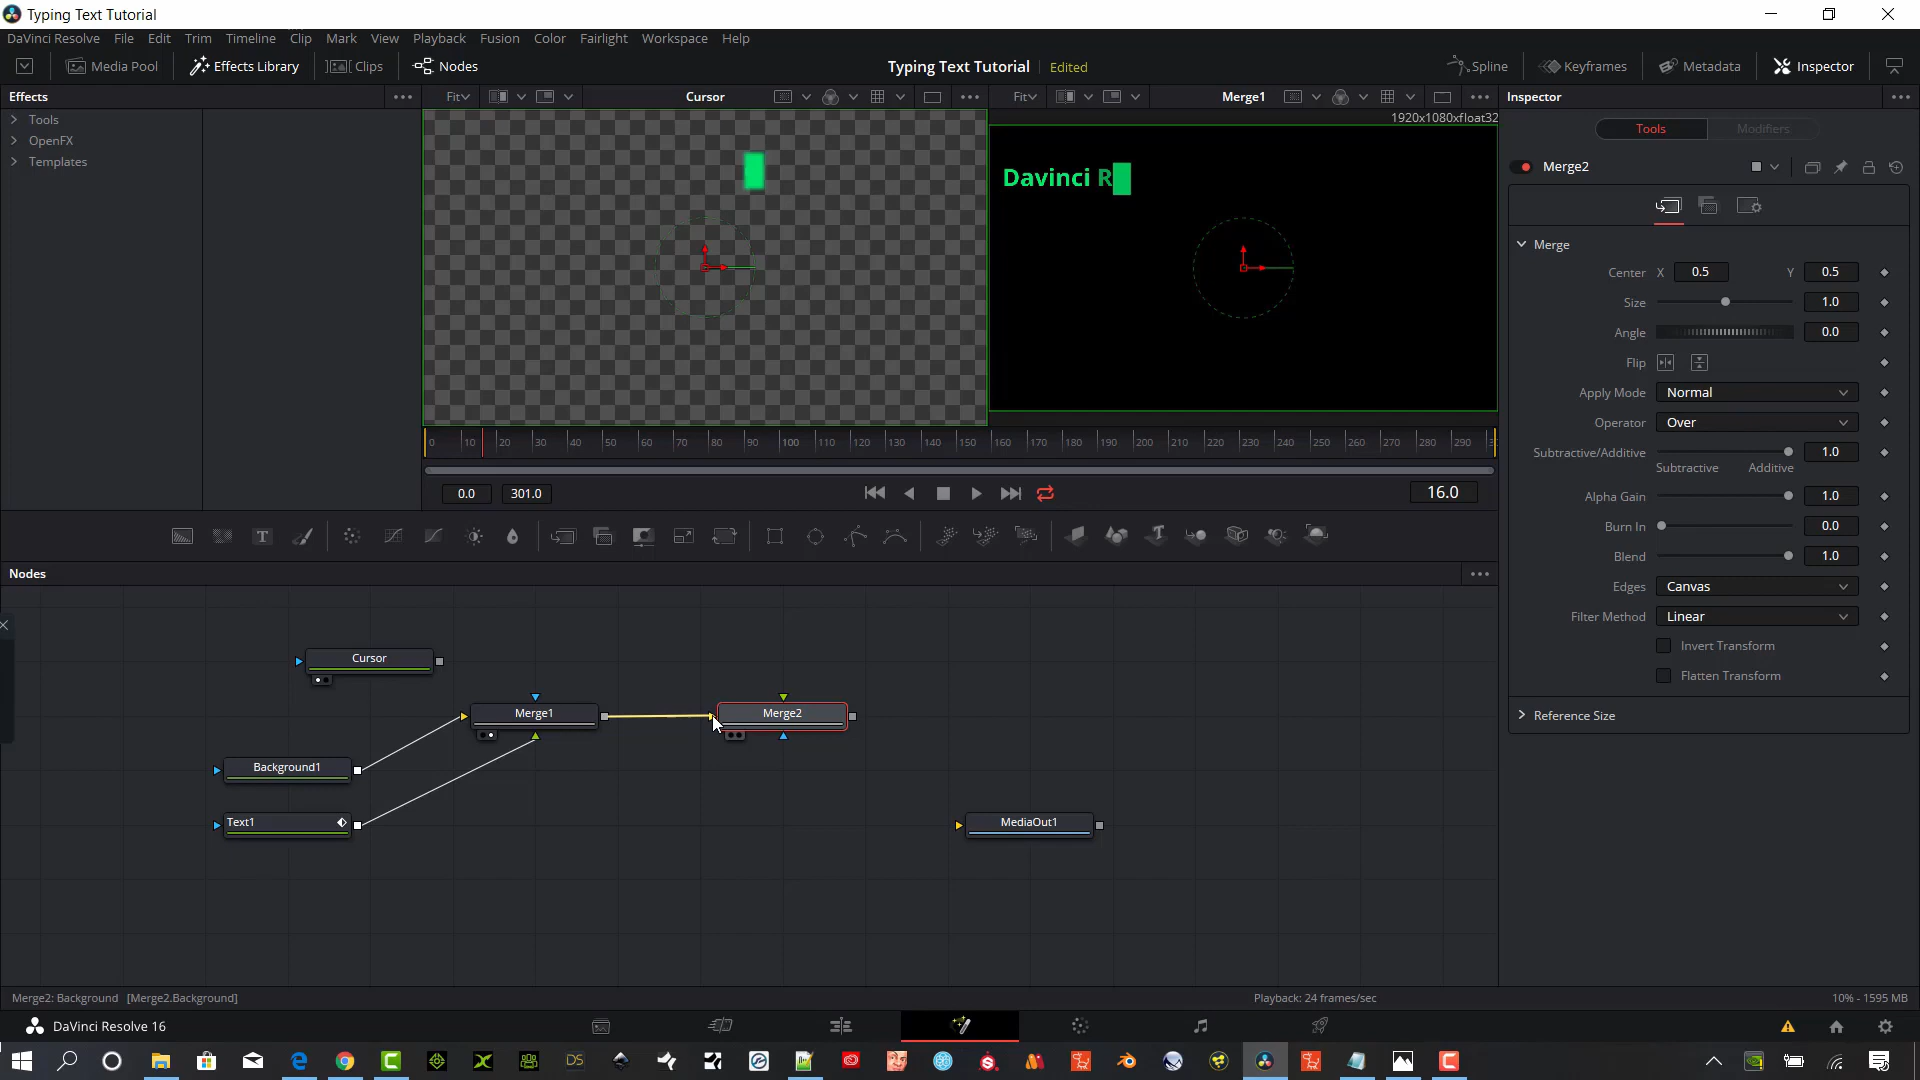 Typing Text Tutorial
DaVinci Resolve File Edit Trim Timeline Clip Mark View Playback Fusion Color Fairlight Workspace Help
Media Pool Effects Library Clips Nodes Typing Text Tutorial Edited Spline Keyframes Metadata Inspector
Effects Fit Cursor Fit Merge1 Inspector
1920x1080xfloat32
Tools
OpenFX
Templates
Davinci R
Tools Modifiers
Merge2
Merge
Center X 0.5 Y 0.5
Size 1.0
Angle 0.0
Flip
Apply Mode Normal
Operator Over
Subtractive/Additive 1.0
Subtractive Additive
Alpha Gain 1.0
Burn In 0.0
Blend 1.0
Edges Canvas
Filter Method Linear
Invert Transform
Flatten Transform
Reference Size
0 10 20 30 40 50 60 70 80 90 100 110 120 130 140 150 160 170 180 190 200 210 220 230 240 250 260 270 280 290
0.0 301.0 16.0
T
T
Nodes
Cursor
Merge1 Merge2
Background1
Text1 MediaOut1
Merge2: Background [Merge2.Background] Playback: 24 frames/sec 10% - 1595 MB
DaVinci Resolve 16
DS